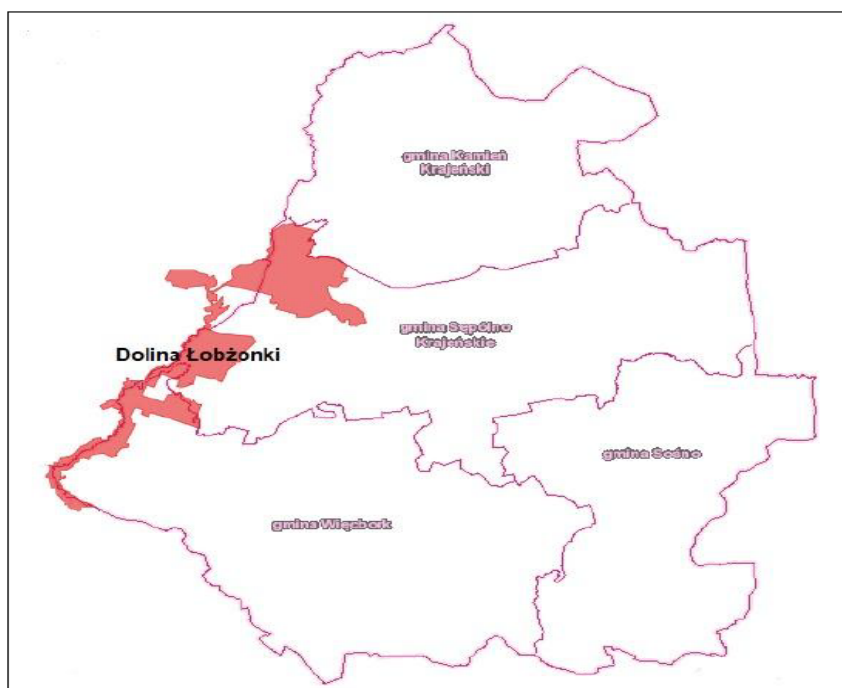 gmina Kamień
Krajeński
gmina Sępólno
Krajeńskie
Dolina Łobżonki
gmina Sośno
gmina Więcbork